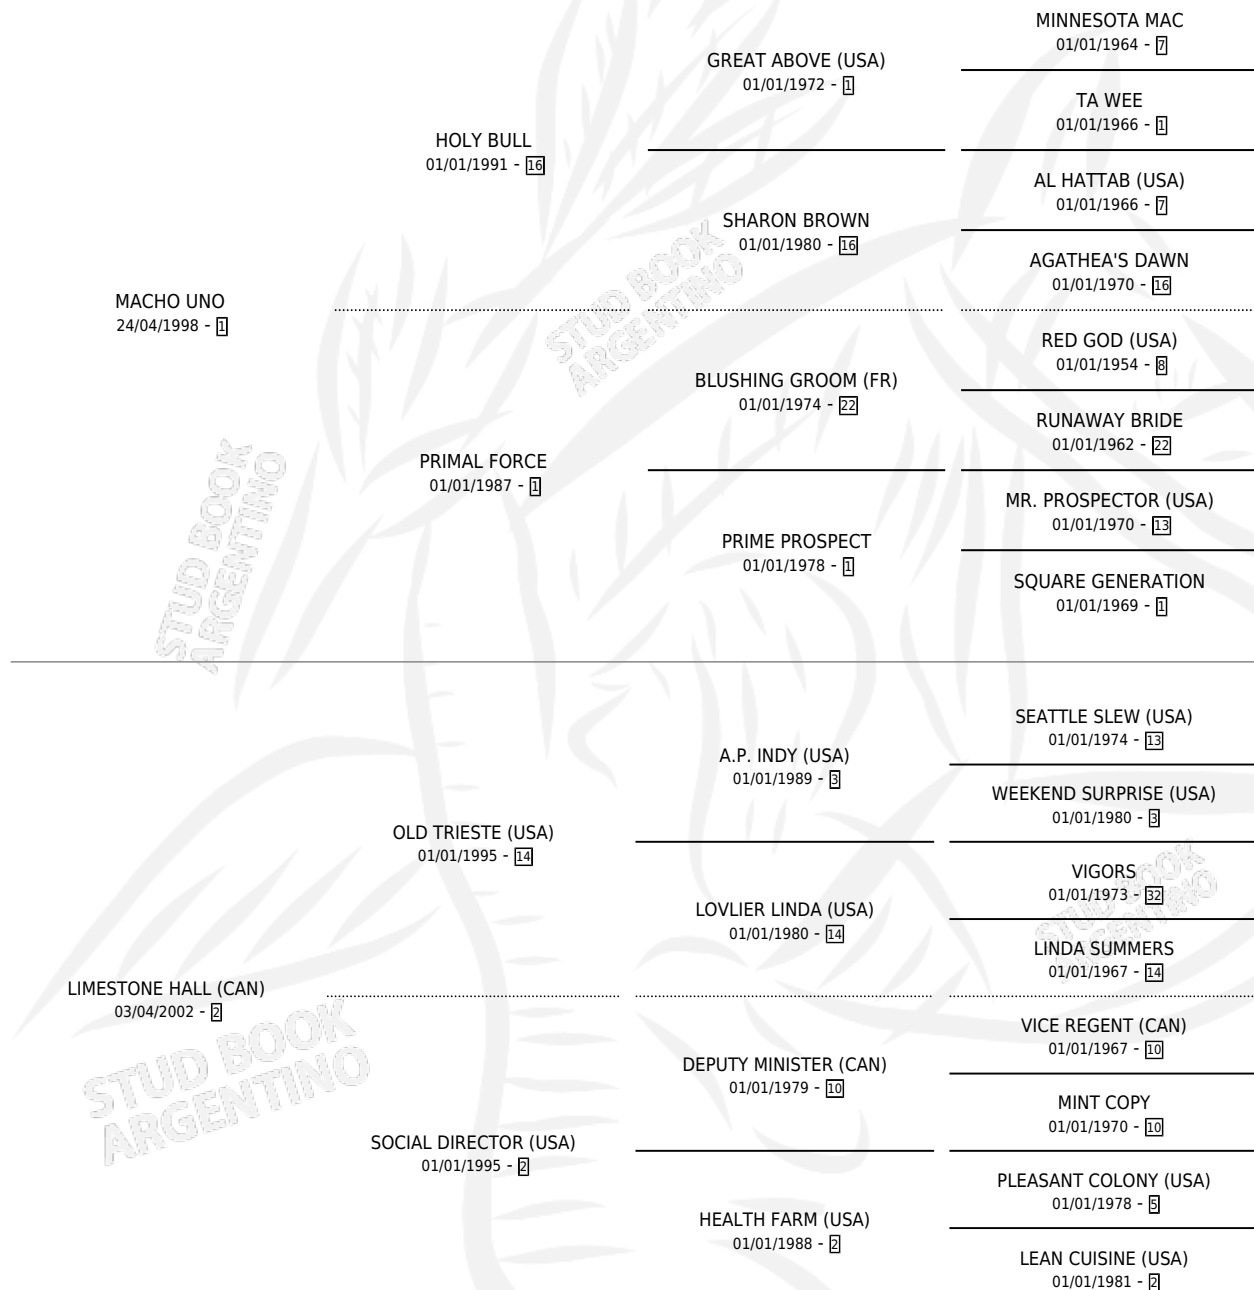 MINNESOTA MAC
01/01/1964 - 7
GREAT ABOVE (USA)
01/01/1972 - 1
TA WEE
01/01/1966 - 1
HOLY BULL
01/01/1991 - 16
AL HATTAB (USA)
01/01/1966 - 7
SHARON BROWN
01/01/1980 - 16
AGATHEA'S DAWN
01/01/1970 - 16
MACHO UNO
24/04/1998 - 1
STUD BOOK
ARGENTINO
RED GOD (USA)
01/01/1954 - 8
BLUSHING GROOM (FR)
01/01/1974 - 22
RUNAWAY BRIDE
01/01/1962 - 22
PRIMAL FORCE
01/01/1987 - 1
MR. PROSPECTOR (USA)
01/01/1970 - 13
PRIME PROSPECT
01/01/1978 - 1
SQUARE GENERATION
01/01/1969 - 1
STUD BOOK
ARGENTINO
SEATTLE SLEW (USA)
01/01/1974 - 13
A.P. INDY (USA)
01/01/1989 - 3
WEEKEND SURPRISE (USA)
01/01/1980 - 3
OLD TRIESTE (USA)
01/01/1995 - 14
VIGORS
01/01/1973 - 32
STUD BOOK
ARGENTINO
LOVLIER LINDA (USA)
01/01/1980 - 14
LINDA SUMMERS
01/01/1967 - 14
LIMESTONE HALL (CAN)
03/04/2002 - 2
STUD BOOK
ARGENTINO
VICE REGENT (CAN)
01/01/1967 - 10
DEPUTY MINISTER (CAN)
01/01/1979 - 10
MINT COPY
01/01/1970 - 10
SOCIAL DIRECTOR (USA)
01/01/1995 - 2
PLEASANT COLONY (USA)
01/01/1978 - 5
HEALTH FARM (USA)
01/01/1988 - 2
LEAN CUISINE (USA)
01/01/1981 - 2